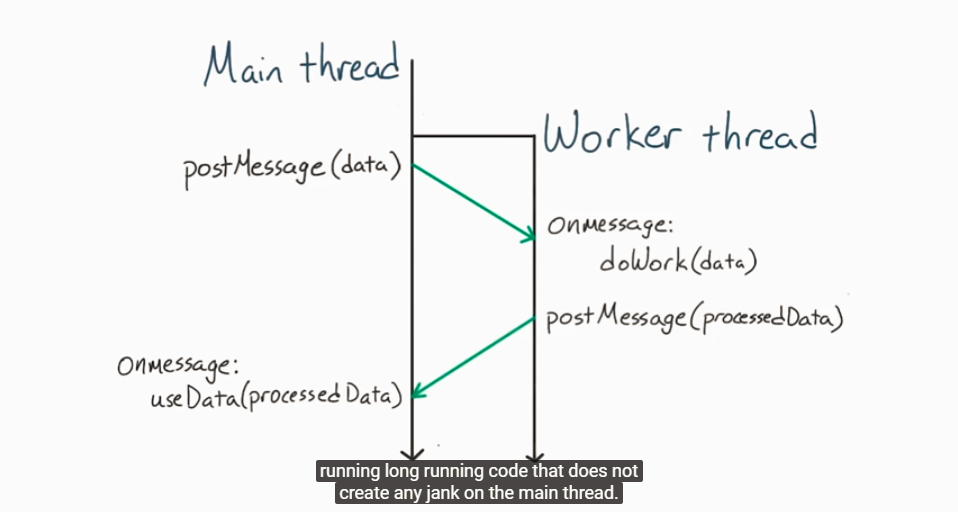 Main thread
Worker thread
postMessage(data)
Onmessage:
doWork(data)
postMessage(processedData)
Onmessage:
useData(processedData)
running long running code that does not
create any jank on the main thread.